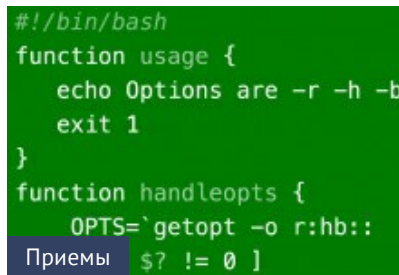 #!/bin/bash
function usage {
echo Options are -r -h -b
exit 1
}
function handleopts {
OPTS=`getopt -o r:hb::
Приемы $? != 0 ]